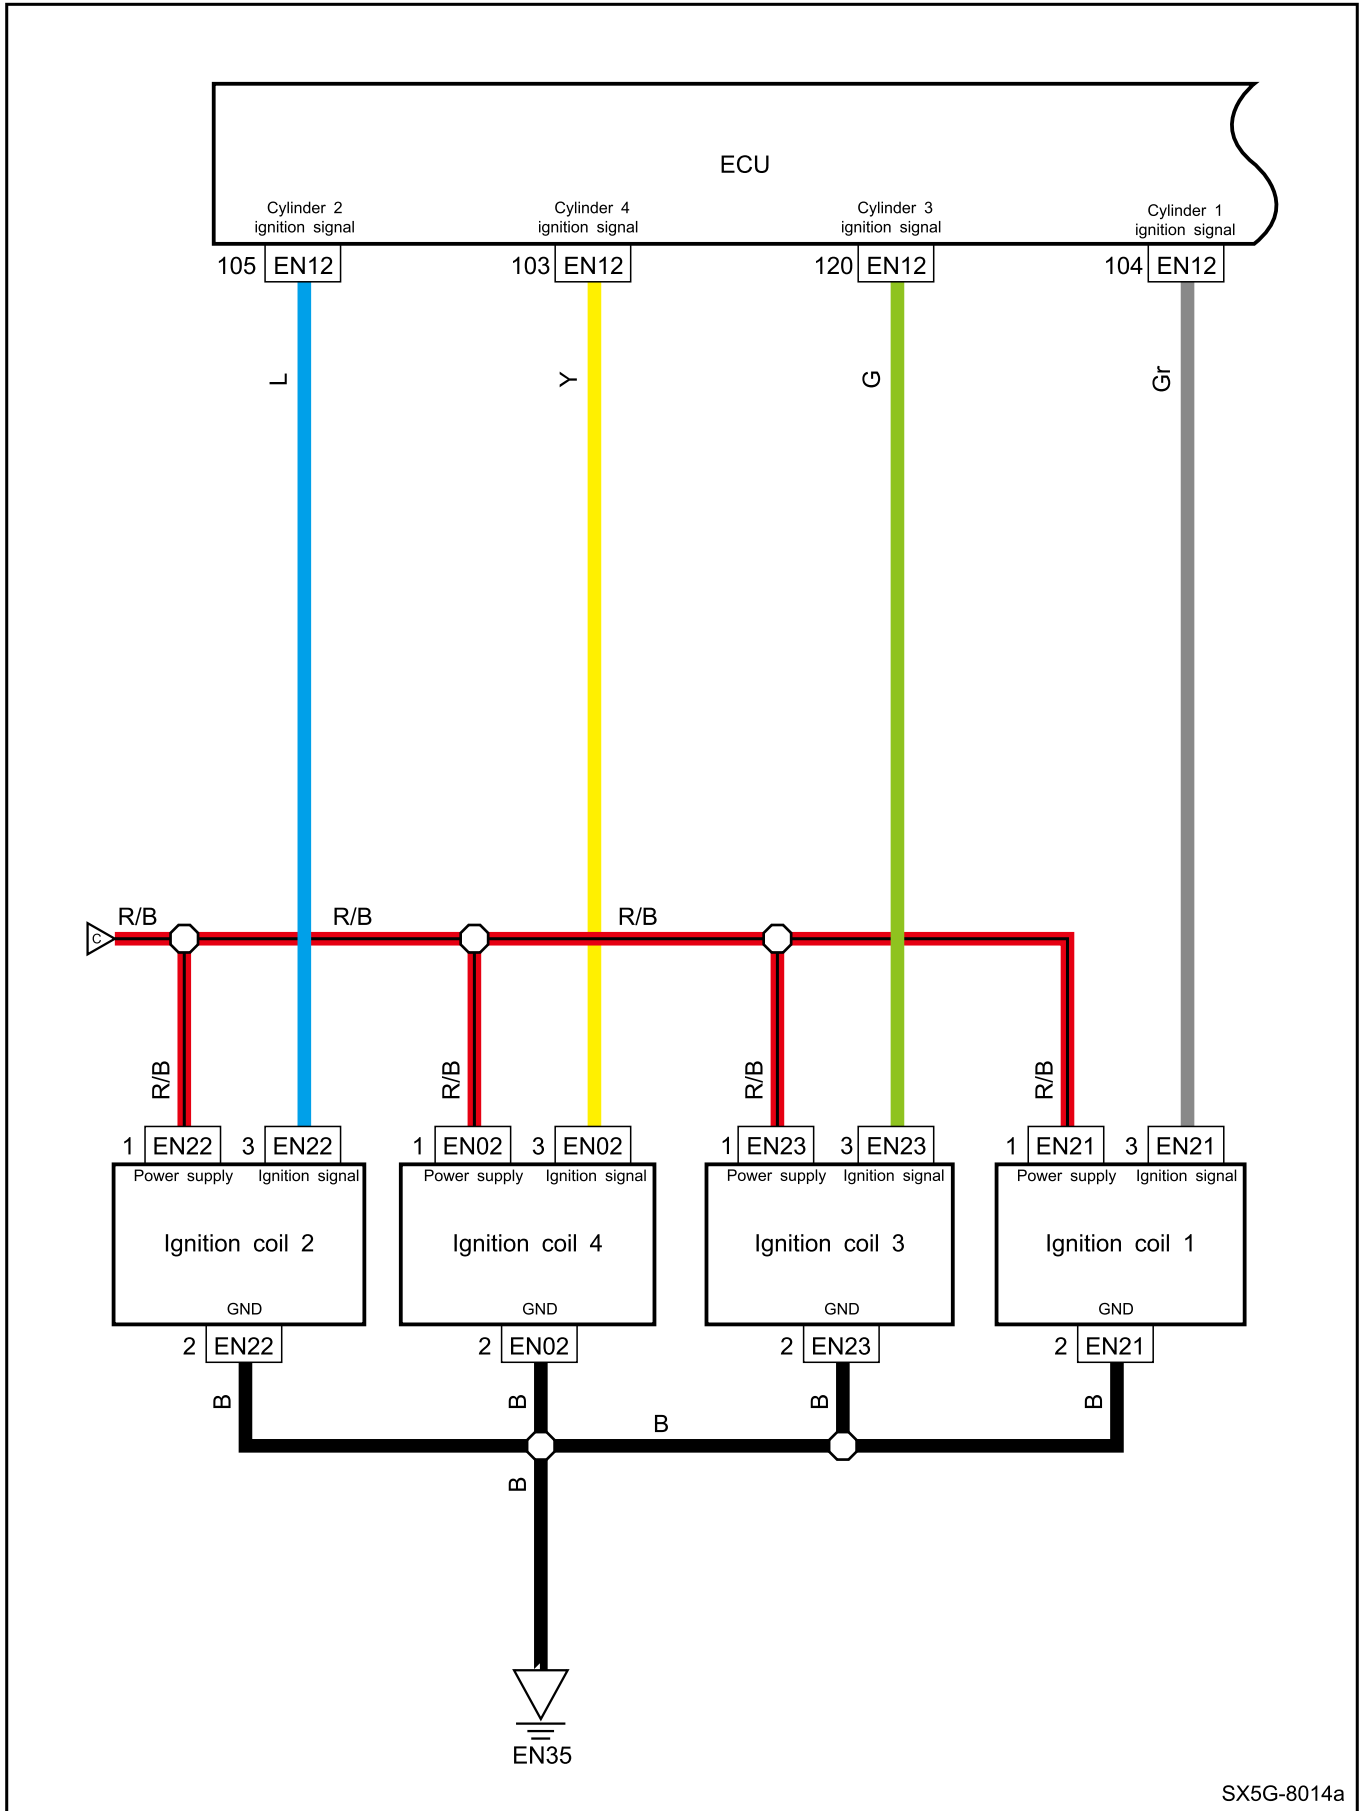 ECU
Cylinder 2
ignition signal
Cylinder 4
ignition signal
Cylinder 3
ignition signal
Cylinder 1
ignition signal
105 EN12
103 EN12
120 EN12
104 EN12
L
Y
G
Gr
C
R/B
R/B
R/B
R/B
R/B
R/B
R/B
1 EN22 3 EN22
1 EN02 3 EN02
1 EN23 3 EN23
1 EN21 3 EN21
Power supply Ignition signal
Power supply Ignition signal
Power supply Ignition signal
Power supply Ignition signal
Ignition coil 2
Ignition coil 4
Ignition coil 3
Ignition coil 1
GND
GND
GND
GND
2 EN22
2 EN02
2 EN23
2 EN21
B
B
B
B
B
B
EN35
SX5G-8014a